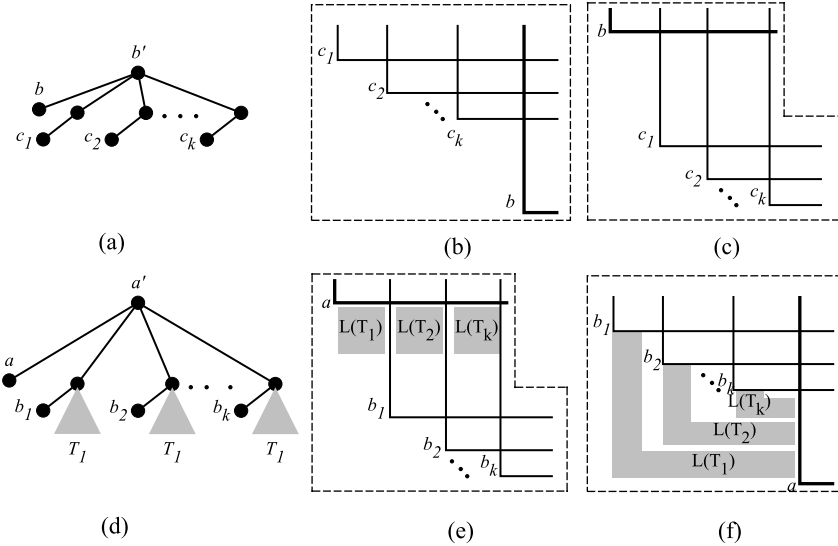 b'
b
c1
c2
ck
(a)
c1
c2
ck
b
(b)
b
c1
c2
ck
(c)
a'
a
b1
b2
bk
T1
T1
T1
(d)
a
L(T1) L(T2) L(Tk)
b1
b2
bk
(e)
b1
b2
bk
L(Tk)
L(T2)
L(T1)
a
(f)